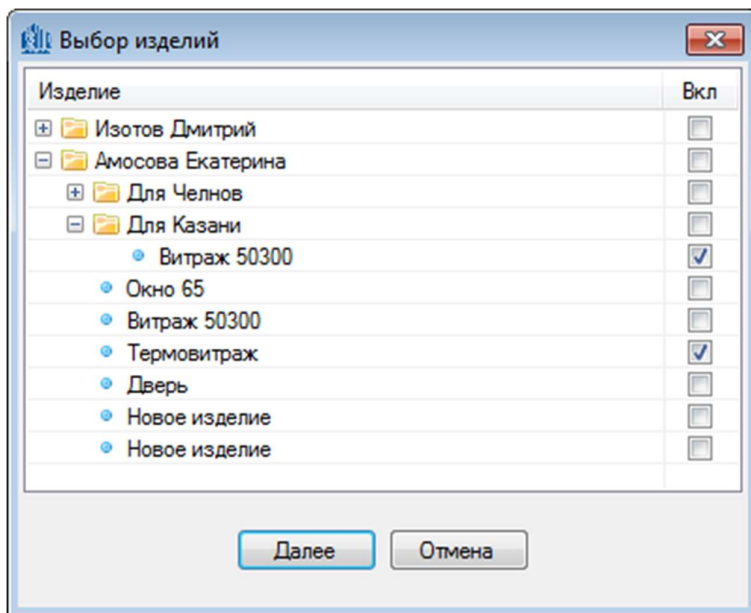 Выбор изделий
Изделие Вкл
Изотов Дмитрий
Амосова Екатерина
Для Челнов
Для Казани
Витраж 50300
Окно 65
Витраж 50300
Термовитраж
Дверь
Новое изделие
Новое изделие
Далее Отмена